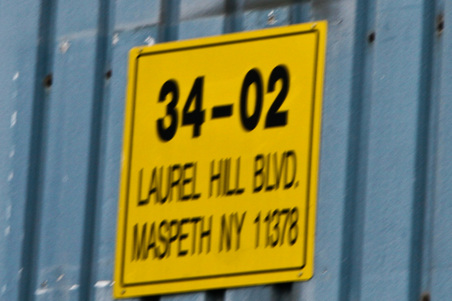 34-02
LAUREL HILL BLVD.
MASPETH NY 11378